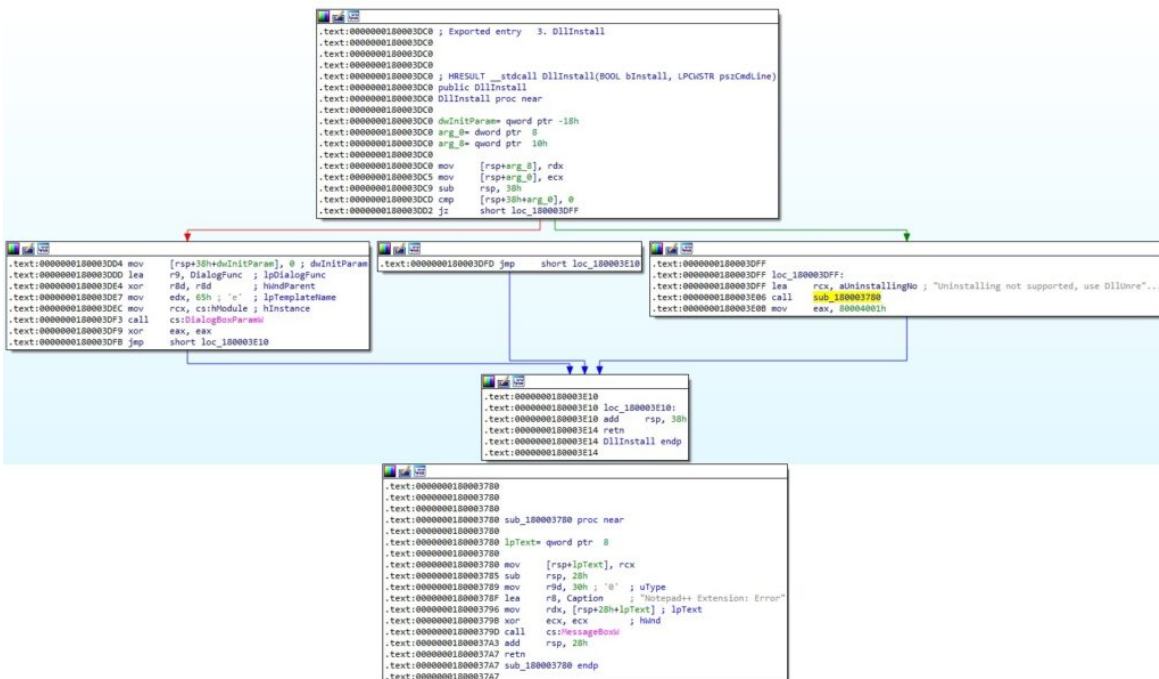 .text:0000000180003DC0 ; Exported entry   3. DllInstall
.text:0000000180003DC0
.text:0000000180003DC0
.text:0000000180003DC0
.text:0000000180003DC0 ; HRESULT __stdcall DllInstall(BOOL bInstall, LPCWSTR pszCmdLine)
.text:0000000180003DC0 public DllInstall
.text:0000000180003DC0 DllInstall proc near
.text:0000000180003DC0
.text:0000000180003DC0 dwInitParam= qword ptr -18h
.text:0000000180003DC0 arg_0= dword ptr  8
.text:0000000180003DC0 arg_8= qword ptr  10h
.text:0000000180003DC0
.text:0000000180003DC0 mov     [rsp+arg_8], rdx
.text:0000000180003DC5 mov     [rsp+arg_0], ecx
.text:0000000180003DC9 sub     rsp, 38h
.text:0000000180003DCD cmp     [rsp+38h+arg_0], 0
.text:0000000180003DD2 jz      short loc_180003DFF
.text:0000000180003DD4 mov     [rsp+38h+dwInitParam], 0 ; dwInitParam
.text:0000000180003DDD lea     r9, DialogFunc  ; lpDialogFunc
.text:0000000180003DE4 xor     r8d, r8d        ; hWndParent
.text:0000000180003DE7 mov     edx, 65h ; 'e'  ; lpTemplateName
.text:0000000180003DEC mov     rcx, cs:hModule ; hInstance
.text:0000000180003DF3 call    cs:DialogBoxParamW
.text:0000000180003DF9 xor     eax, eax
.text:0000000180003DFB jmp     short loc_180003E10
.text:0000000180003DFD jmp     short loc_180003E10
.text:0000000180003DFF
.text:0000000180003DFF loc_180003DFF:
.text:0000000180003DFF lea     rcx, aUninstallingNo ; "Uninstalling not supported, use DllUnre"...
.text:0000000180003E06 call    sub_180003780
.text:0000000180003E0B mov     eax, 80004001h
.text:0000000180003E10
.text:0000000180003E10 loc_180003E10:
.text:0000000180003E10 add     rsp, 38h
.text:0000000180003E14 retn
.text:0000000180003E14 DllInstall endp
.text:0000000180003E14
.text:0000000180003780
.text:0000000180003780
.text:0000000180003780
.text:0000000180003780 sub_180003780 proc near
.text:0000000180003780
.text:0000000180003780 lpText= qword ptr  8
.text:0000000180003780
.text:0000000180003780 mov     [rsp+lpText], rcx
.text:0000000180003785 sub     rsp, 28h
.text:0000000180003789 mov     r9d, 30h ; '0'  ; uType
.text:000000018000378F lea     r8, Caption     ; "Notepad++ Extension: Error"
.text:0000000180003796 mov     rdx, [rsp+28h+lpText] ; lpText
.text:000000018000379B xor     ecx, ecx        ; hWnd
.text:000000018000379D call    cs:MessageBoxW
.text:00000001800037A3 add     rsp, 28h
.text:00000001800037A7 retn
.text:00000001800037A7 sub_180003780 endp
.text:00000001800037A7